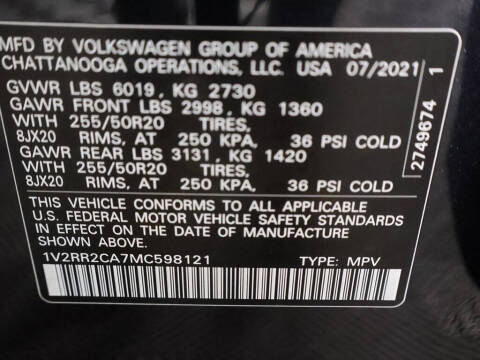 MFD BY VOLKSWAGEN GROUP OF AMERICA
CHATTANOOGA OPERATIONS, LLC. USA 07/2021
GVWR LBS 6019, KG 2730
GAWR FRONT LBS 2998, KG 1360
WITH 255/50R20 TIRES,
8JX20 RIMS, AT 250 KPA, 36 PSI COLD
GAWR REAR LBS 3131, KG 1420
WITH 255/50R20 TIRES,
8JX20 RIMS, AT 250 KPA, 36 PSI COLD
THIS VEHICLE CONFORMS TO ALL APPLICABLE
U.S. FEDERAL MOTOR VEHICLE SAFETY STANDARDS
IN EFFECT ON THE DATE OF MANUFACTURE
SHOWN ABOVE.
1V2RR2CA7MC598121 TYPE: MPV
2749674 1